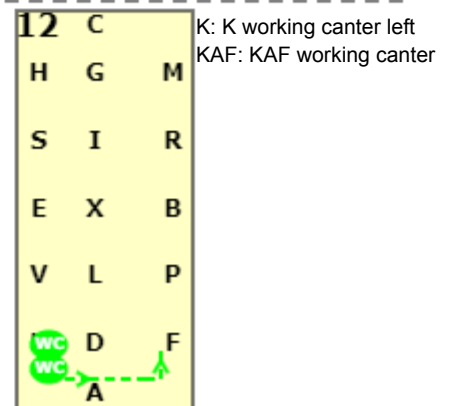 12 C
K: K working canter left
KAF: KAF working canter
H G M
S I R
E X B
V L P
WC D F
WC
A